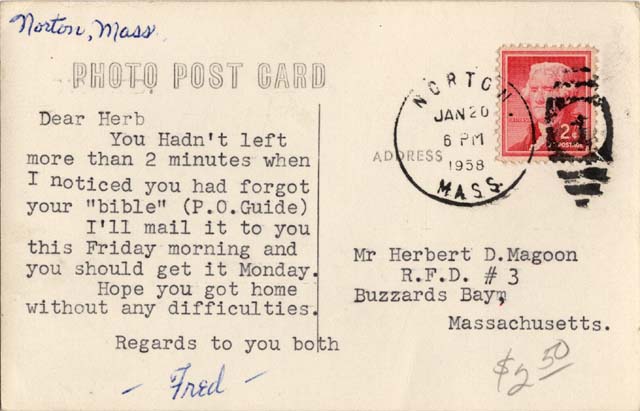 Norton, Mass
PHOTO POST CARD
Dear Herb
You Hadn't left
more than 2 minutes when
I noticed you had forgot
your "bible" (P.O.Guide)
I'll mail it to you
this Friday morning and
you should get it Monday.
Hope you got home
without any difficulties.
Regards to you both
- Fred -
NORTON.
JAN 20
6 PM
1958
MASS.
ADDRESS
2¢
Mr Herbert D.Magoon
R.F.D. # 3
Buzzards Bay,
Massachusetts.
$2.50